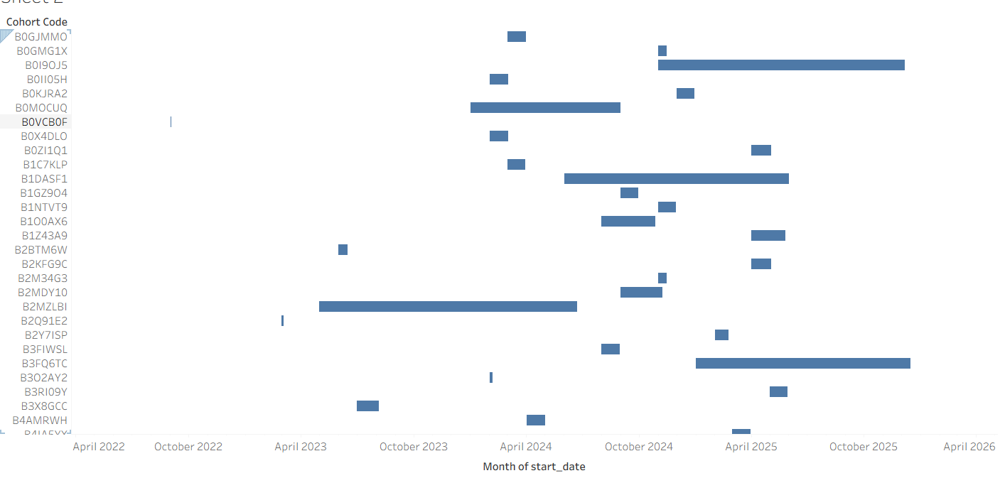 Cohort Code
B0GJMMO
B0GMG1X
B0I9OJ5
B0II05H
B0KJRA2
B0MOCUQ
B0VCB0F
B0X4DLO
B0ZI1Q1
B1C7KLP
B1DASF1
B1GZ9O4
B1NTVT9
B1O0AX6
B1Z43A9
B2BTM6W
B2KFG9C
B2M34G3
B2MDY10
B2MZLBI
B2Q91E2
B2Y7ISP
B3FIWSL
B3FQ6TC
B3O2AY2
B3RI09Y
B3X8GCC
B4AMRWH
April 2022 October 2022 April 2023 October 2023 April 2024 October 2024 April 2025 October 2025 April 2026
Month of start_date